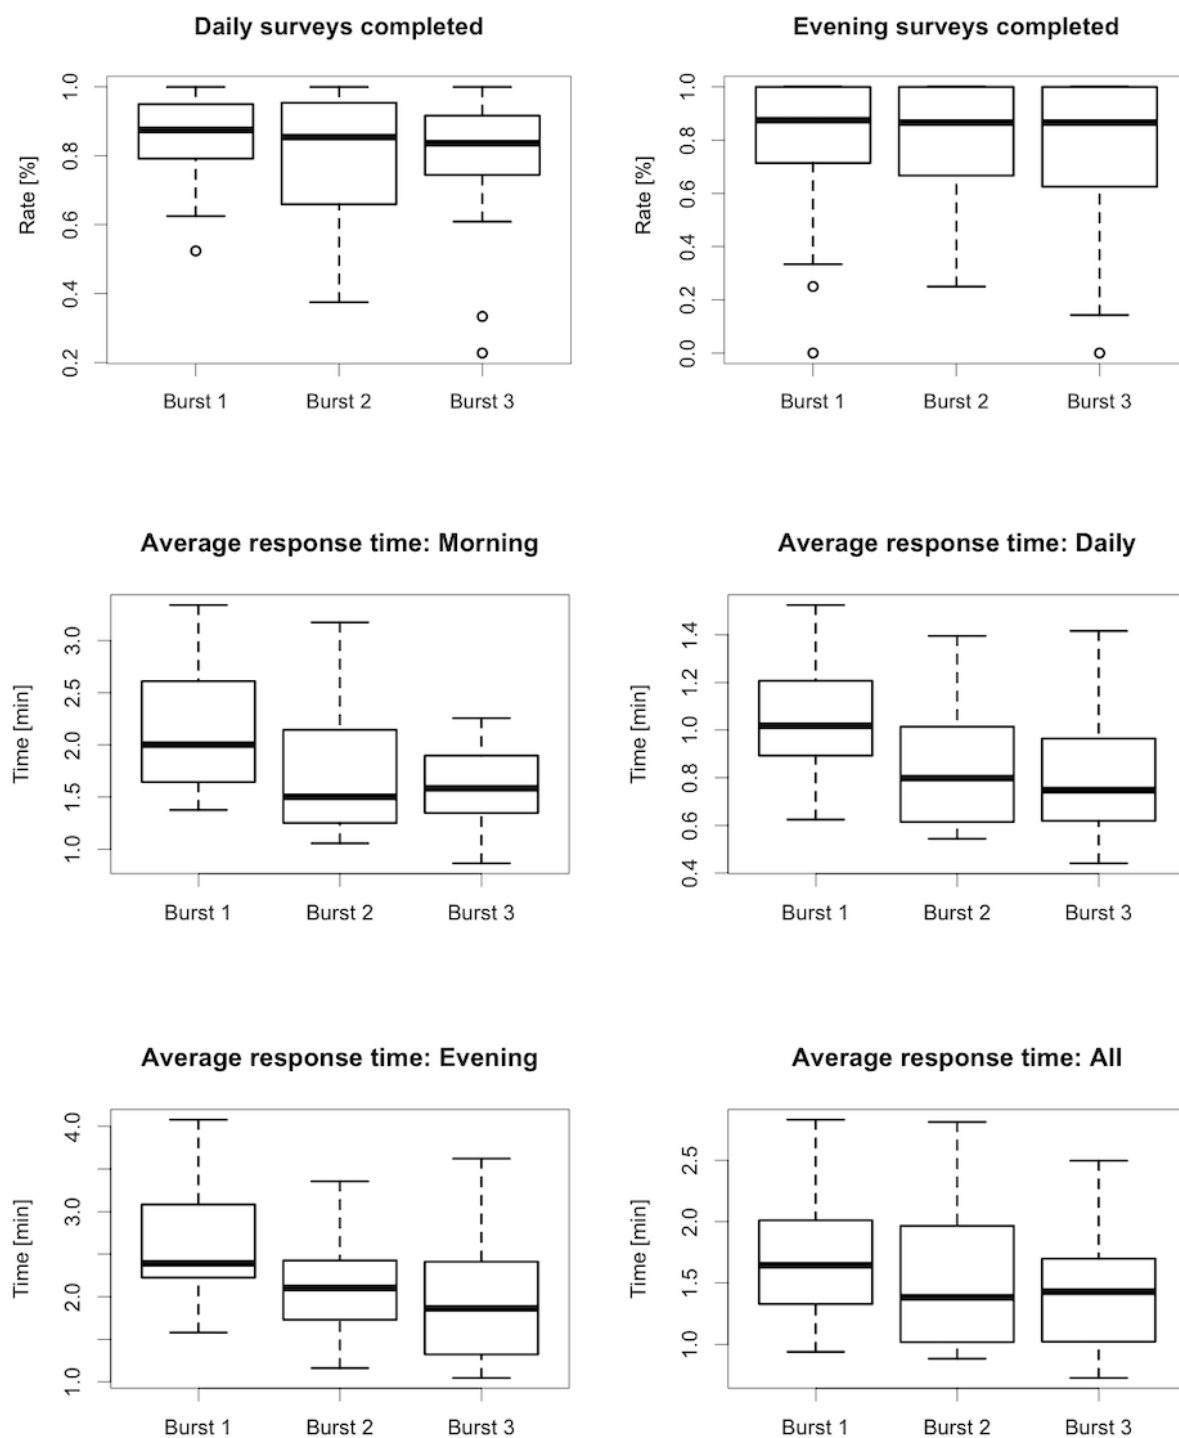 Daily surveys completed
Rate [%]
1.0
0.8
0.6
0.4
0.2
Burst 1 Burst 2 Burst 3
Evening surveys completed
Rate [%]
1.0
0.8
0.6
0.4
0.2
0.0
Burst 1 Burst 2 Burst 3
Average response time: Morning
Time [min]
3.0
2.5
2.0
1.5
1.0
Burst 1 Burst 2 Burst 3
Average response time: Daily
Time [min]
1.4
1.2
1.0
0.8
0.6
0.4
Burst 1 Burst 2 Burst 3
Average response time: Evening
Time [min]
4.0
3.0
2.0
1.0
Burst 1 Burst 2 Burst 3
Average response time: All
Time [min]
2.5
2.0
1.5
1.0
Burst 1 Burst 2 Burst 3